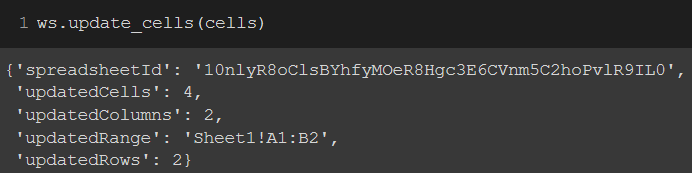 1 ws.update_cells(cells)
{'spreadsheetId': '10nlyR8oClsBYhfyMOeR8Hgc3E6CVnm5C2hoPvlR9IL0',
'updatedCells': 4,
'updatedColumns': 2,
'updatedRange': 'Sheet1!A1:B2',
'updatedRows': 2}